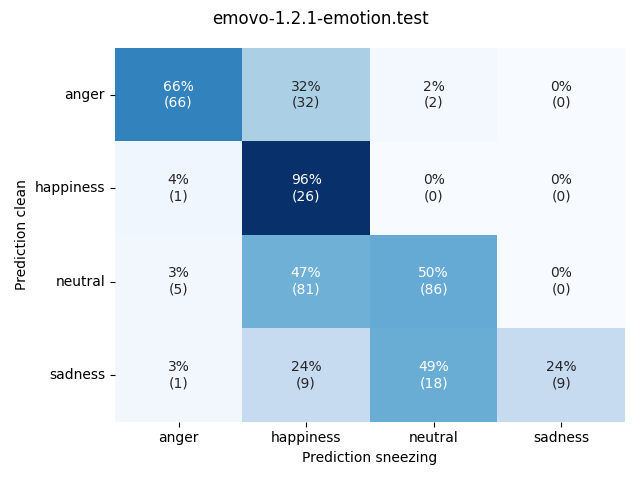 emovo-1.2.1-emotion.test
Prediction clean
anger
66% 32% 2% 0%
(66) (32) (2) (0)
happiness
4% 96% 0% 0%
(1) (26) (0) (0)
neutral
3% 47% 50% 0%
(5) (81) (86) (0)
sadness
3% 24% 49% 24%
(1) (9) (18) (9)
anger happiness neutral sadness
Prediction sneezing